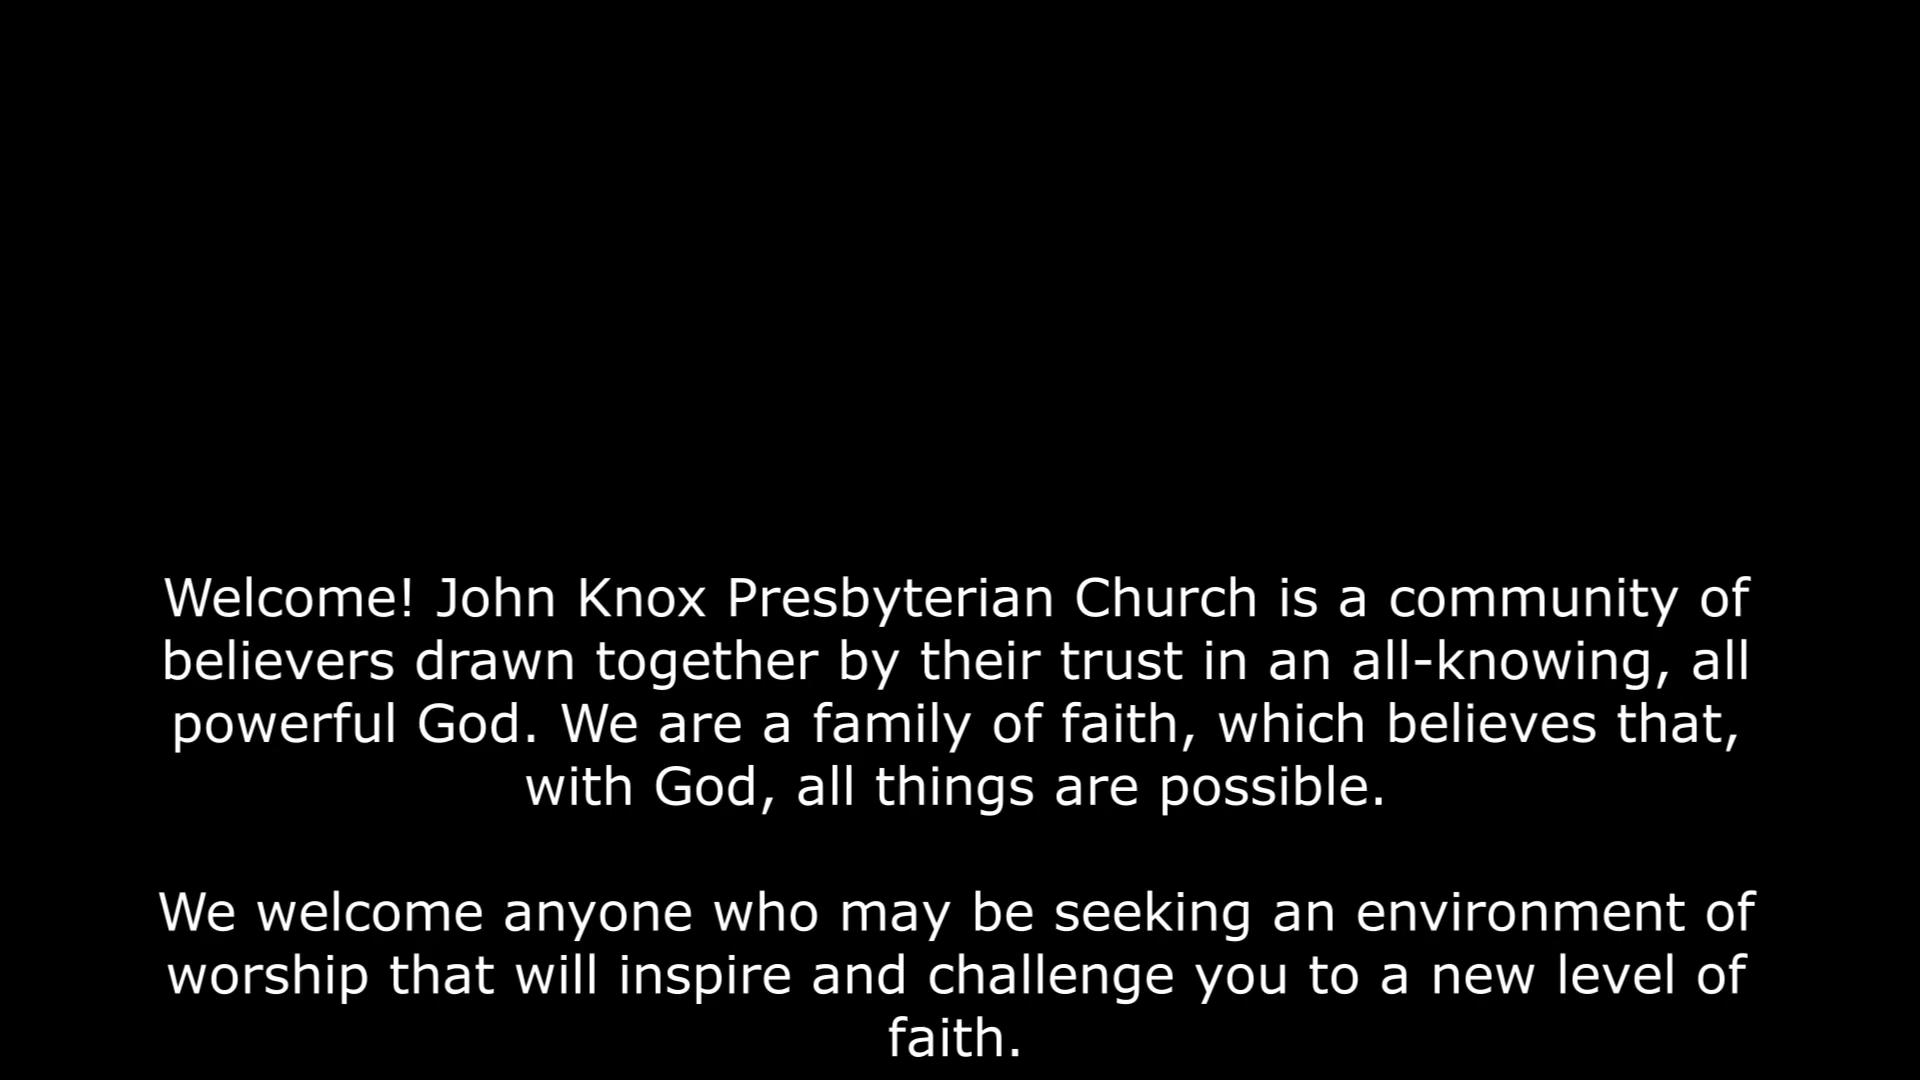 Welcome! John Knox Presbyterian Church is a community of
believers drawn together by their trust in an all-knowing, all
powerful God. We are a family of faith, which believes that,
with God, all things are possible.
We welcome anyone who may be seeking an environment of
worship that will inspire and challenge you to a new level of
faith.